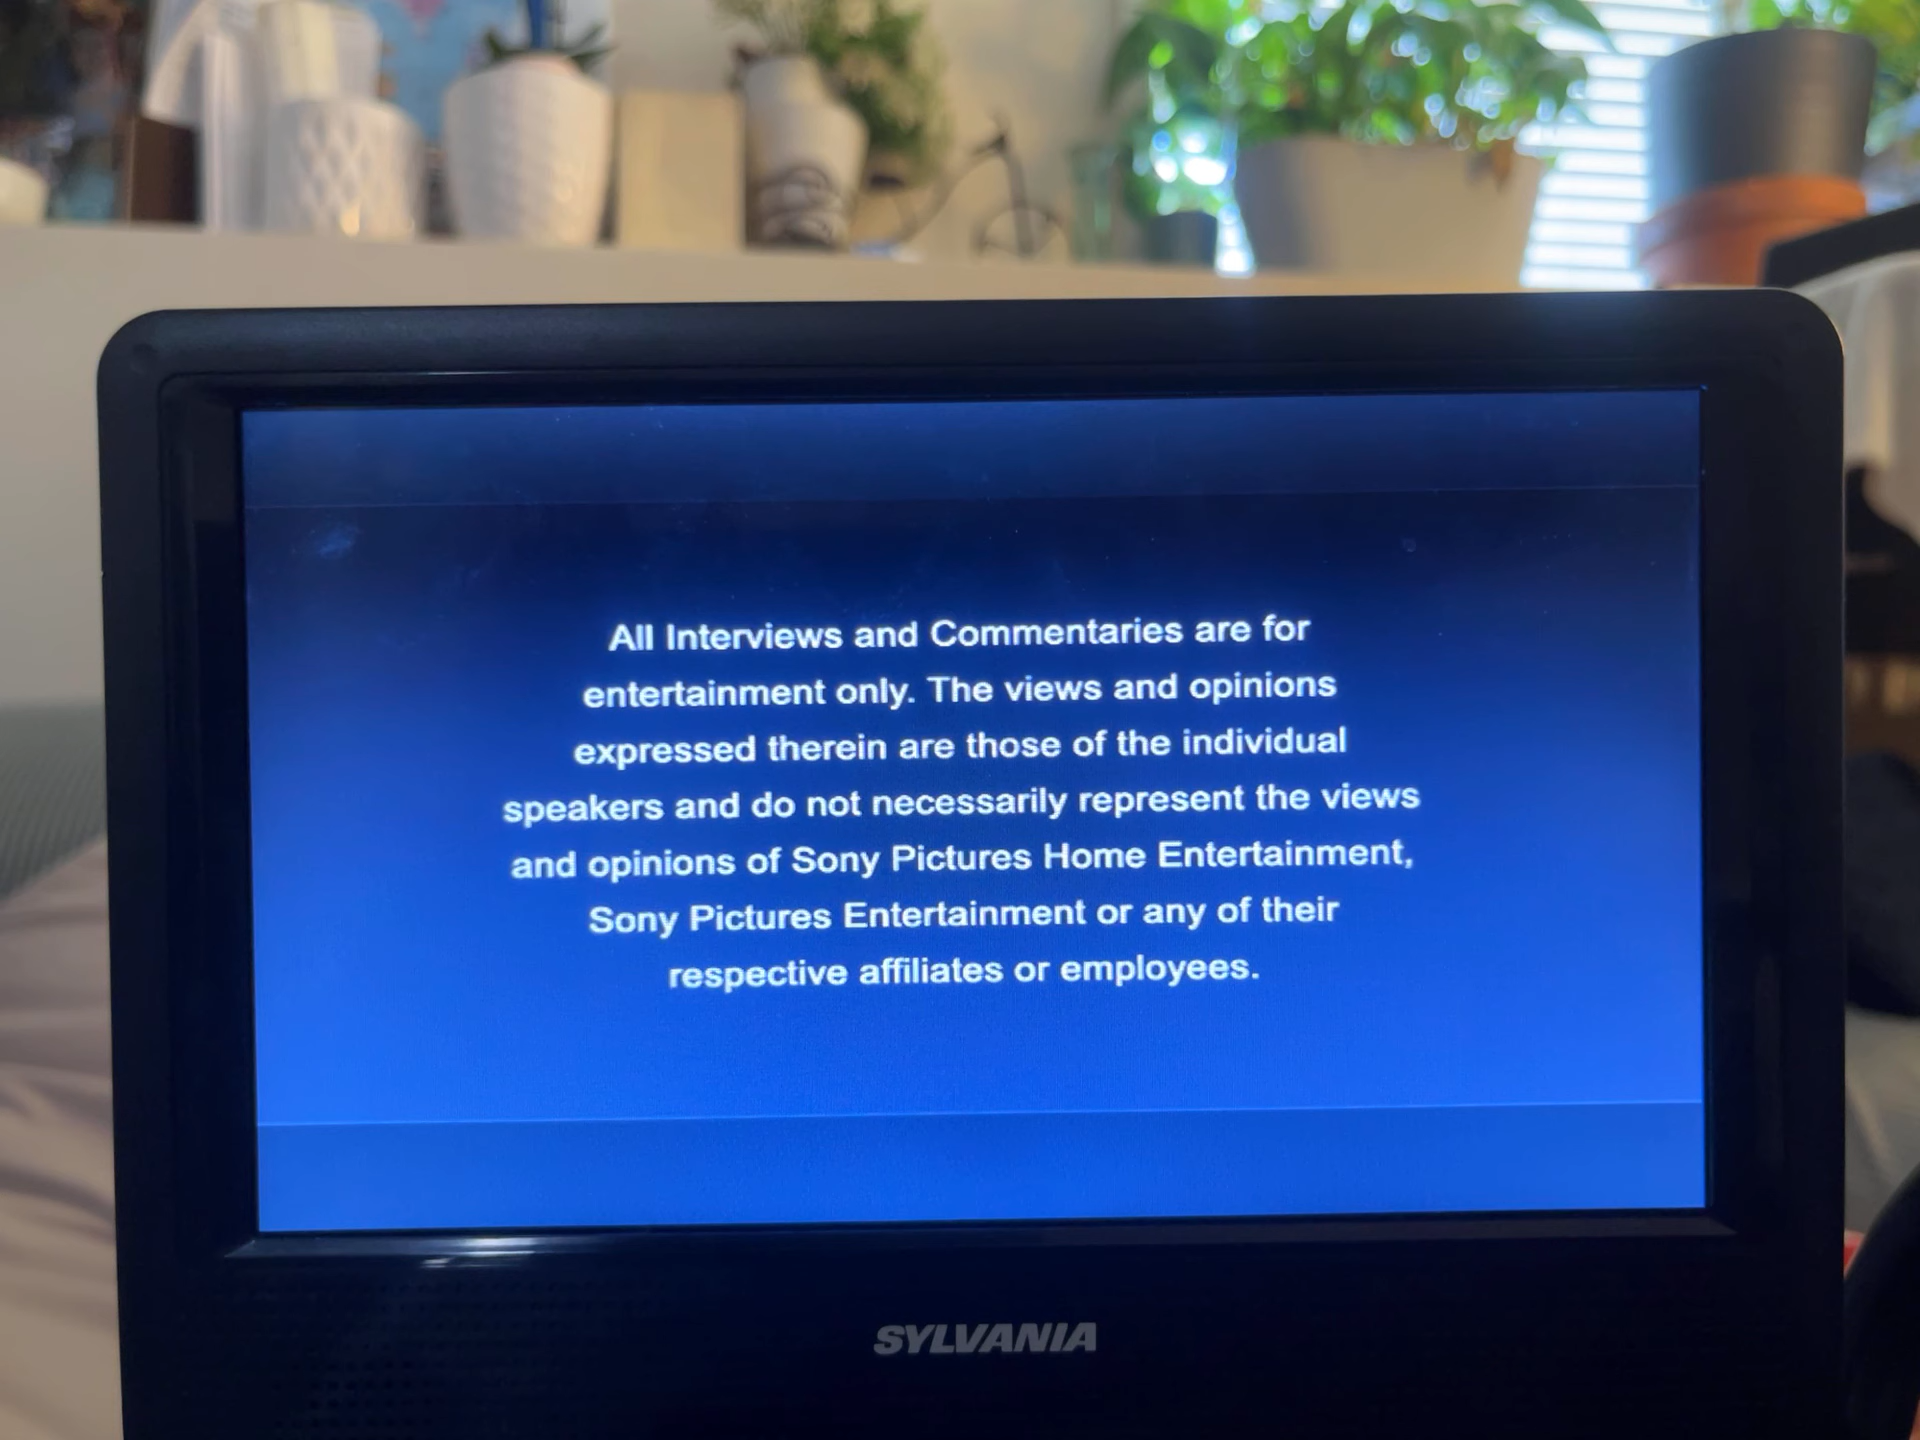 All Interviews and Commentaries are for
entertainment only. The views and opinions
expressed therein are those of the individual
speakers and do not necessarily represent the views
and opinions of Sony Pictures Home Entertainment,
Sony Pictures Entertainment or any of their
respective affiliates or employees.
SYLVANIA